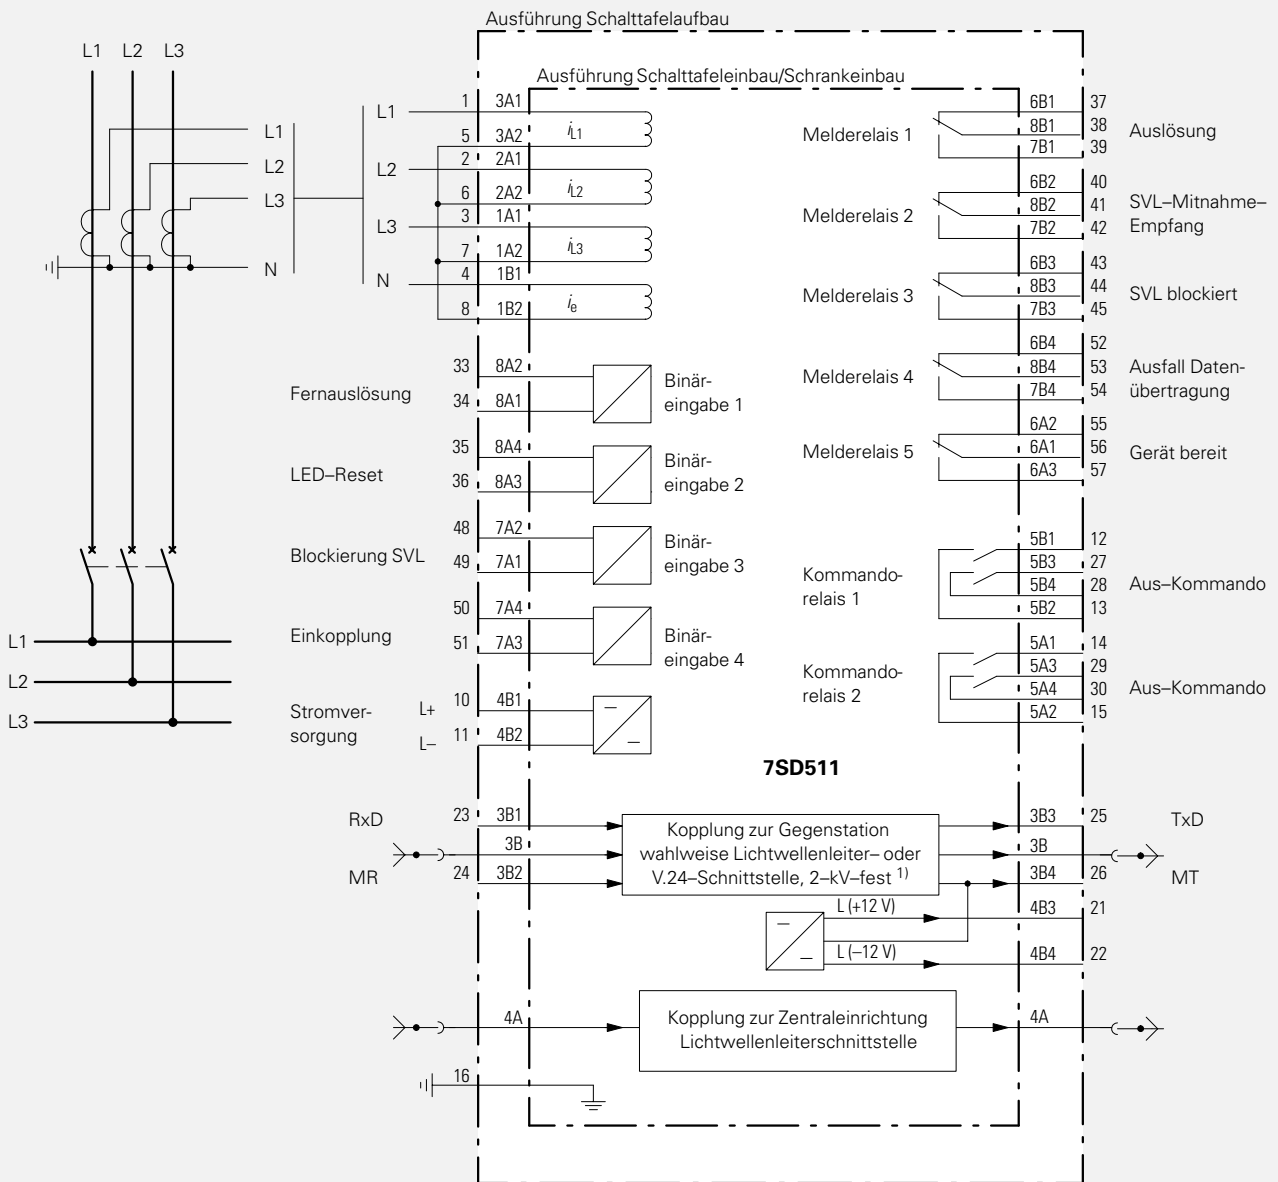 Ausführung Schalttafelaufbau
Ausführung Schalttafeleinbau/Schrankeinbau
L1 L2 L3
L1
L2
L3
N
L1
L2
L3
N
1 3A1
5 3A2
2 2A1
6 2A2
3 1A1
7 1A2
4 1B1
8 1B2
iL1
iL2
iL3
ie
Fernauslösung
33 8A2
34 8A1
Binär-
eingabe 1
LED–Reset
35 8A4
36 8A3
Binär-
eingabe 2
Blockierung SVL
48 7A2
49 7A1
Binär-
eingabe 3
Einkopplung
50 7A4
51 7A3
Binär-
eingabe 4
Stromver-
sorgung
L+ 10 4B1
L– 11 4B2
L1
L2
L3
Melderelais 1
6B1 37
8B1 38
7B1 39
Auslösung
Melderelais 2
6B2 40
8B2 41
7B2 42
SVL–Mitnahme–
Empfang
Melderelais 3
6B3 43
8B3 44
7B3 45
SVL blockiert
Melderelais 4
6B4 52
8B4 53
7B4 54
Ausfall Daten-
übertragung
Melderelais 5
6A2 55
6A1 56
6A3 57
Gerät bereit
Kommando-
relais 1
5B1 12
5B3 27
5B4 28
5B2 13
Aus–Kommando
Kommando-
relais 2
5A1 14
5A3 29
5A4 30
5A2 15
Aus–Kommando
7SD511
RxD 23 3B1
3B
MR 24 3B2
Kopplung zur Gegenstation
wahlweise Lichtwellenleiter– oder
V.24–Schnittstelle, 2–kV–fest 1)
3B3 25 TxD
3B
3B4 26 MT
L (+12 V) 4B3 21
L (–12 V) 4B4 22
4A
Kopplung zur Zentraleinrichtung
Lichtwellenleiterschnittstelle
4A
16